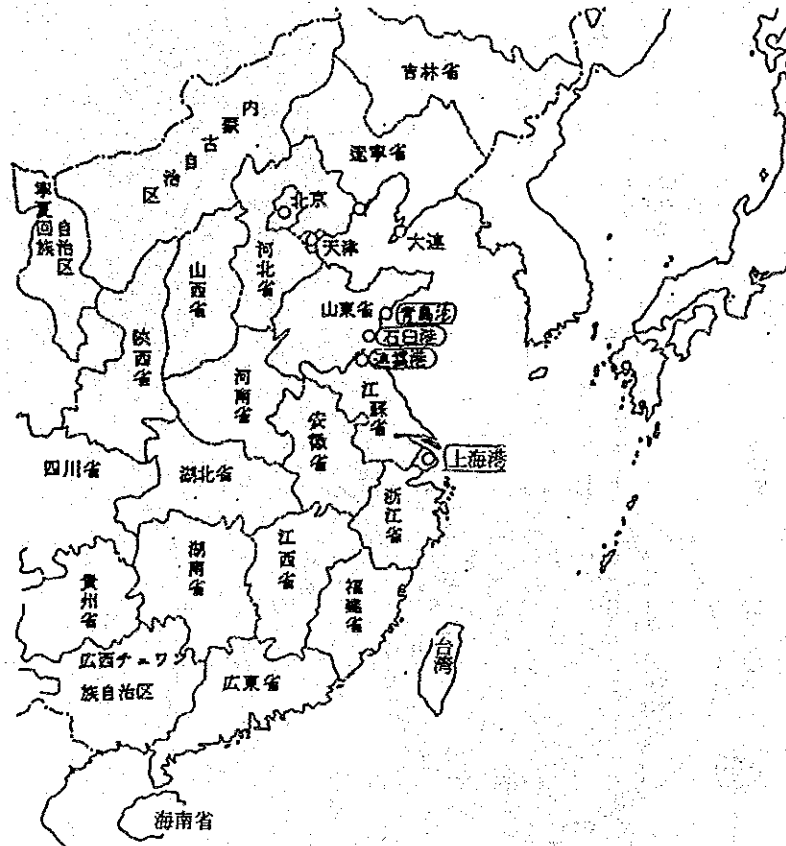 吉林省
内蒙古自治区
遼寧省
北京
寧夏回族
自治区
天津
大連
河北省
山西省
山東省
青島港
石臼港
陝西省
連雲港
河南省
江蘇省
安徽省
四川省
湖北省
上海港
浙江省
湖南省
江西省
貴州省
福建省
台湾
広西チュワン
族自治区
広東省
海南省